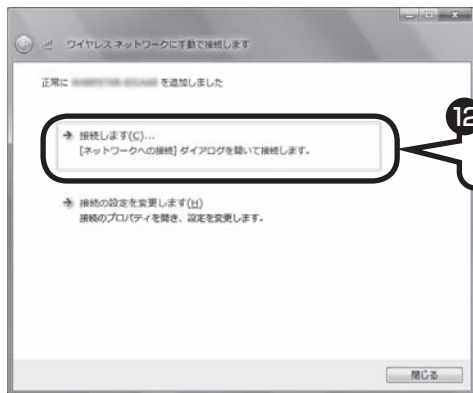 ワイヤレス ネットワークに手動で接続します
正常に を追加しました
12
接続します(C)...
[ネットワークへの接続] ダイアログを開いて接続します。
接続の設定を変更します(H)
接続のプロパティを開き、設定を変更します。
閉じる